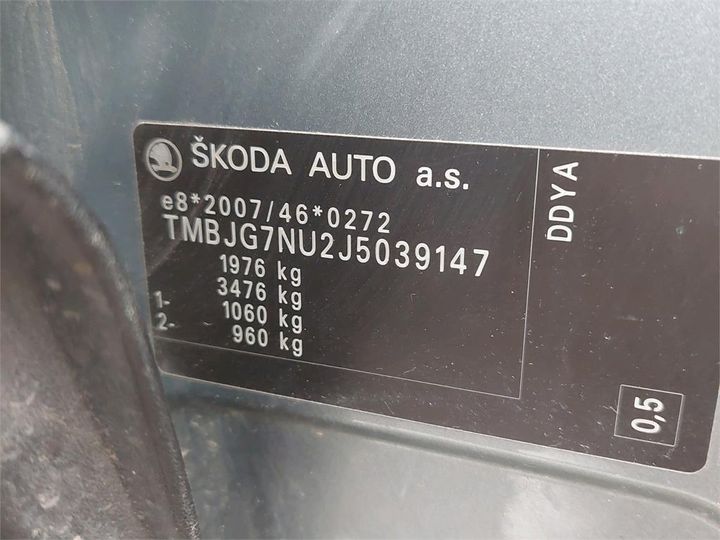 ŠKODA AUTO a.s.
e8*2007/46*0272
TMBJG7NU2J5039147
1976 kg
3476 kg
1- 1060 kg
2- 960 kg
DDYA
0,5